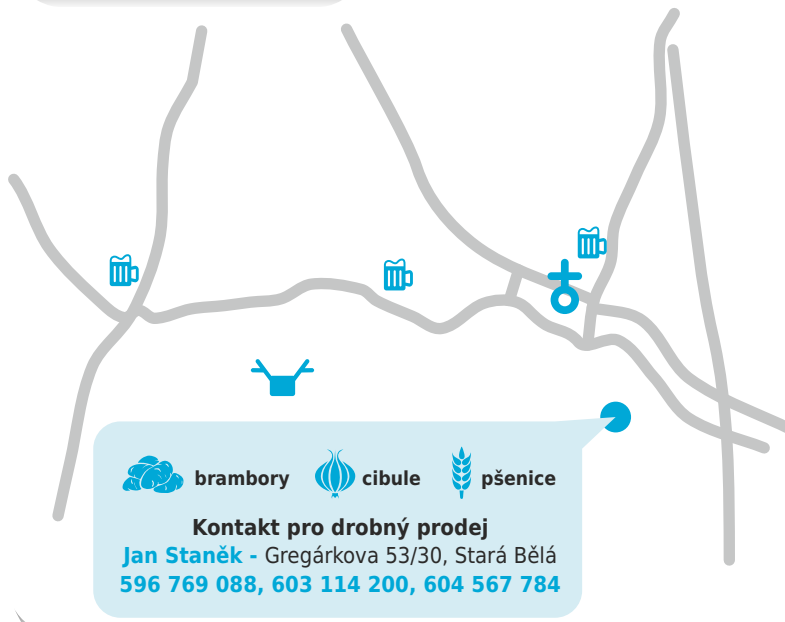 brambory cibule pšenice
Kontakt pro drobný prodej
Jan Staněk - Gregárkova 53/30, Stará Bělá
596 769 088, 603 114 200, 604 567 784